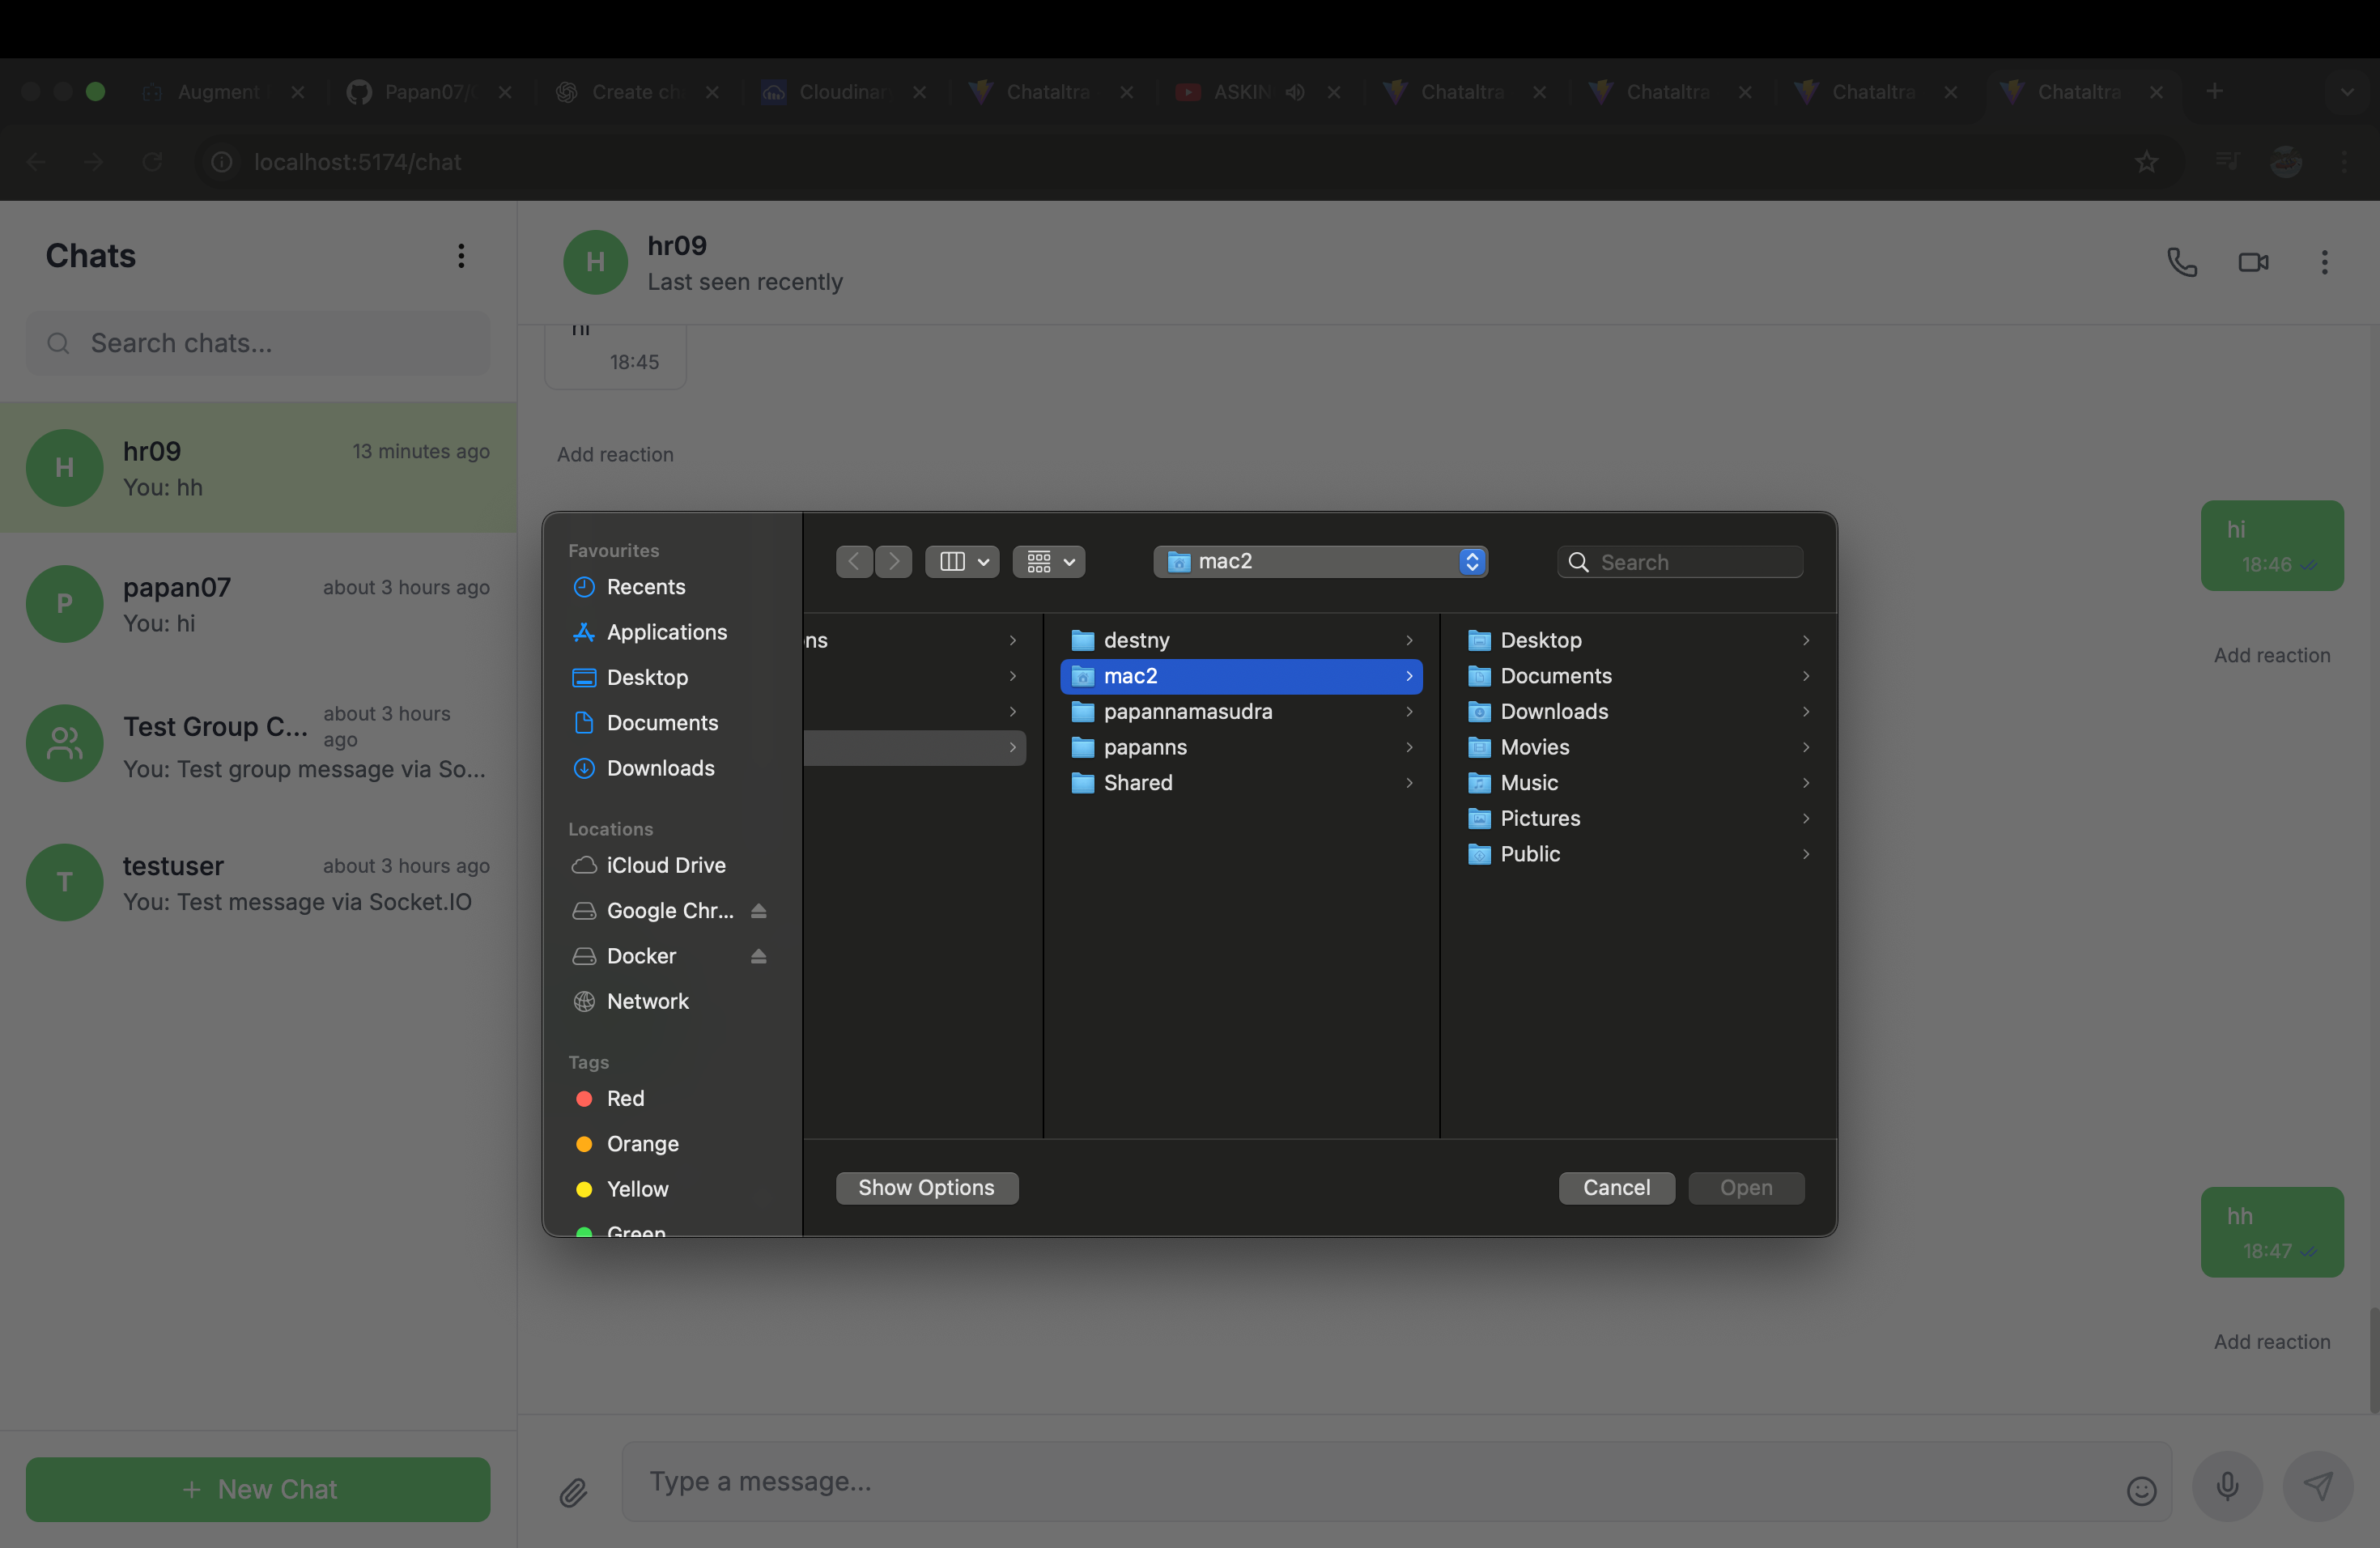 Augment
Papan07/
Create ch
Cloudinar
Chataltra
ASKIN
Chataltra
Chataltra
Chataltra
Chataltra
localhost:5174/chat
Chats
Search chats...
hr09
13 minutes ago
You: hh
papan07
about 3 hours ago
You: hi
Test Group C...
about 3 hours
ago
You: Test group message via So...
testuser
about 3 hours ago
You: Test message via Socket.IO
+ New Chat
H
P
T
H
hr09
Last seen recently
hi
18:45
Add reaction
hi
18:46
Add reaction
hh
18:47
Add reaction
Type a message...
Favourites
Recents
Applications
Desktop
Documents
Downloads
Locations
iCloud Drive
Google Chr...
Docker
Network
Tags
Red
Orange
Yellow
Green
mac2
Search
ns
destny
mac2
papannamasudra
papanns
Shared
Desktop
Documents
Downloads
Movies
Music
Pictures
Public
Show Options
Cancel
Open